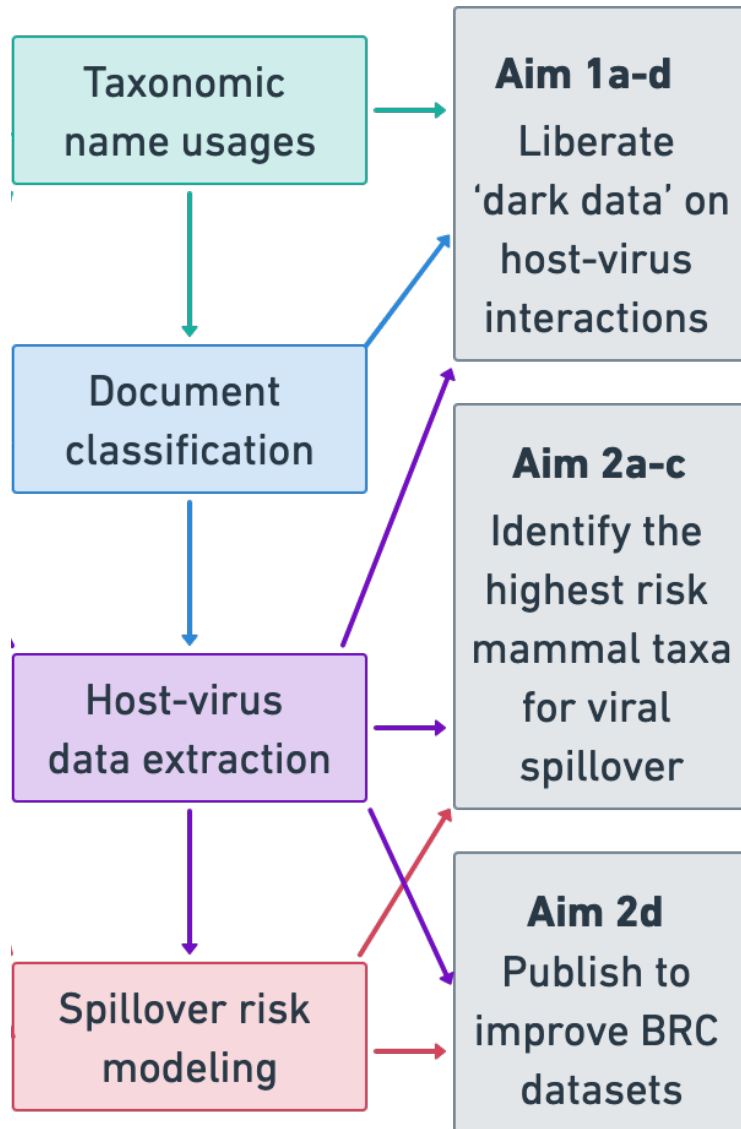 Taxonomic
name usages
Document
classification
Host-virus
data extraction
Spillover risk
modeling
Aim 1a-d
Liberate
‘dark data’ on
host-virus
interactions
Aim 2a-c
Identify the
highest risk
mammal taxa
for viral
spillover
Aim 2d
Publish to
improve BRC
datasets